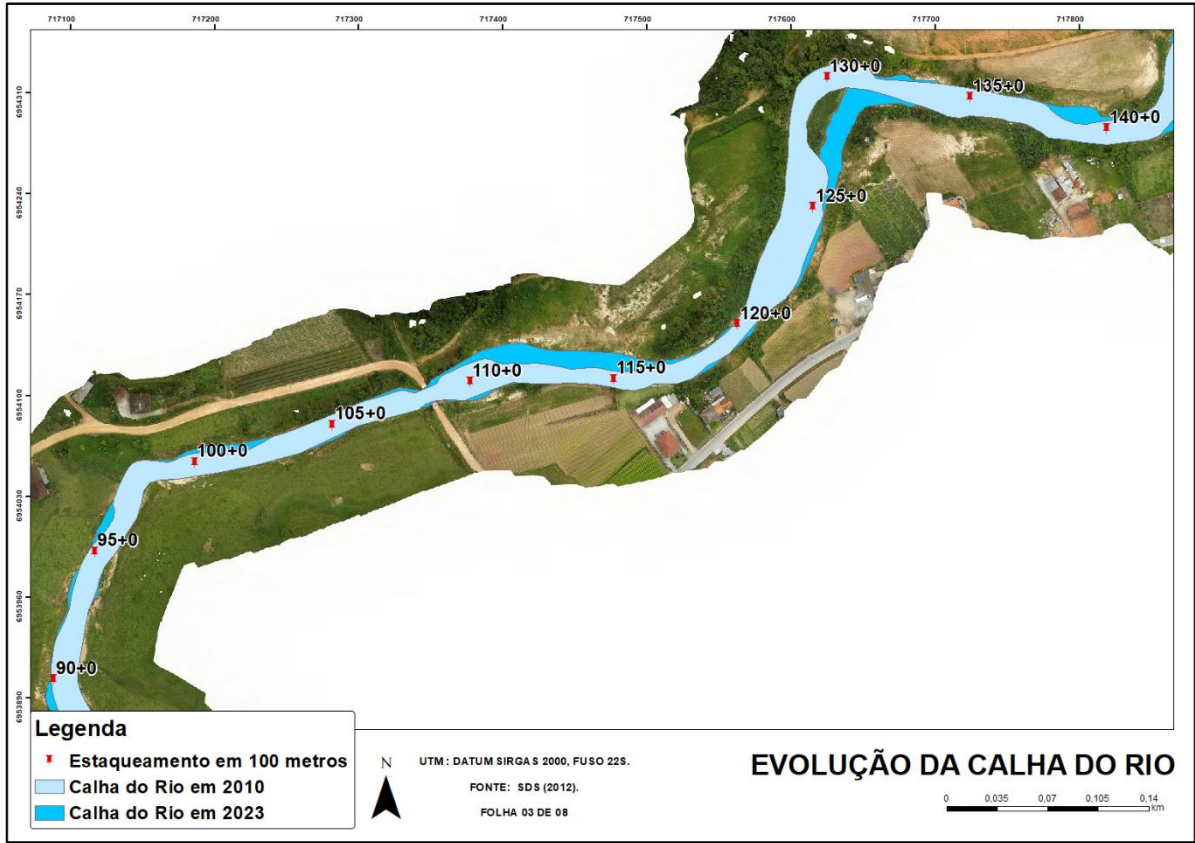 717100 717200 717300 717400 717500 717600 717700 717800
6954310
6954240
6954170
6954100
6954030
6953960
6953890
130+0
135+0
140+0
125+0
120+0
115+0
110+0
105+0
100+0
95+0
90+0
Legenda
Estaqueamento em 100 metros
Calha do Rio em 2010
Calha do Rio em 2023
N
UTM: DATUM SIRGAS 2000, FUSO 22S.
FONTE: SDS (2012).
FOLHA 03 DE 08
EVOLUÇÃO DA CALHA DO RIO
0 0,035 0,07 0,105 0,14
km